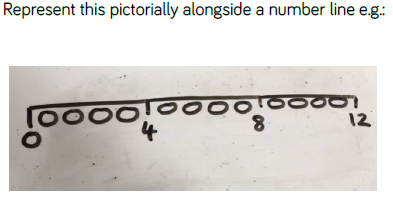 Represent this pictorially alongside a number line e.g.:
0 4 8 12